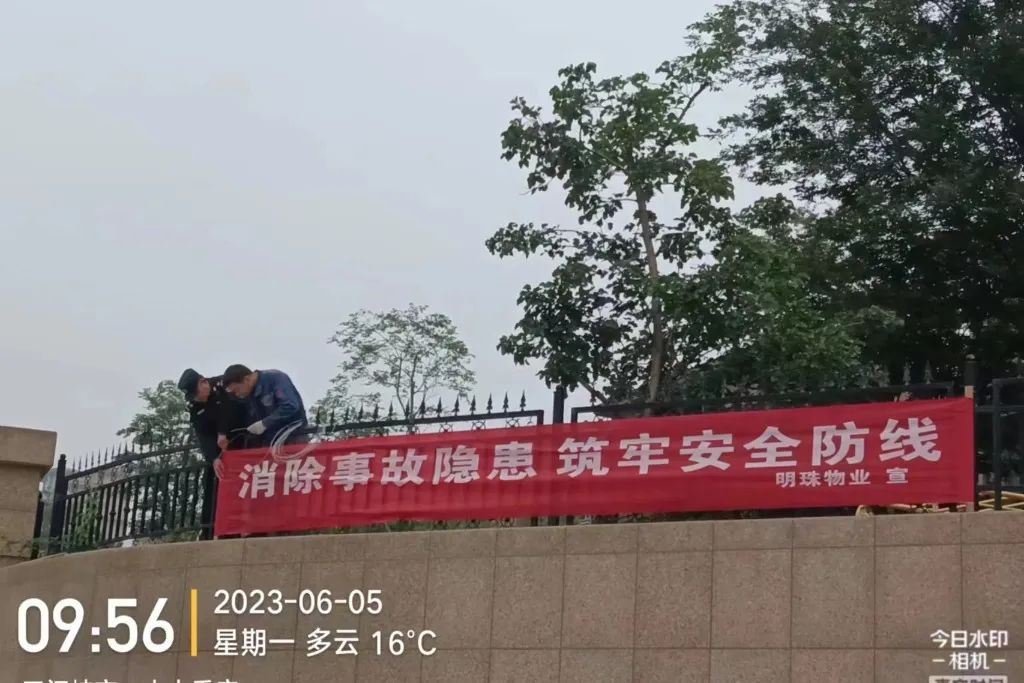 消除事故隐患 筑牢安全防线
明珠物业 宣
09:56
2023-06-05
星期一 多云 16°C
今日水印
-相机-